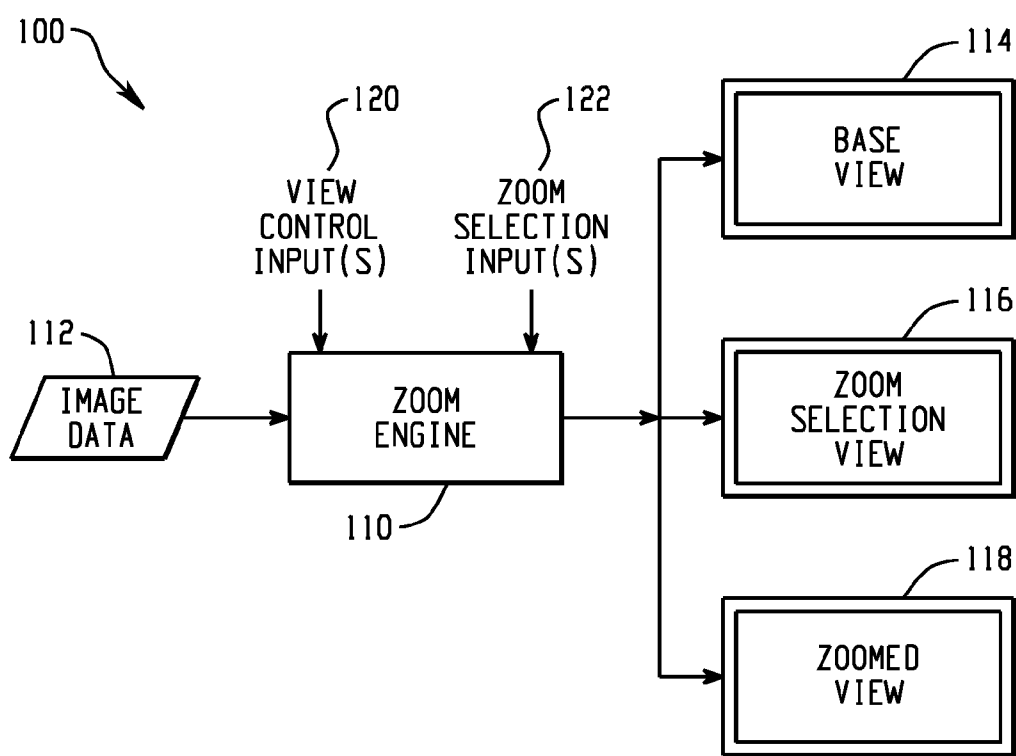 100
120
122
114
VIEW
CONTROL
INPUT(S)
ZOOM
SELECTION
INPUT(S)
BASE
VIEW
112
IMAGE
DATA
ZOOM
ENGINE
110
116
ZOOM
SELECTION
VIEW
118
ZOOMED
VIEW